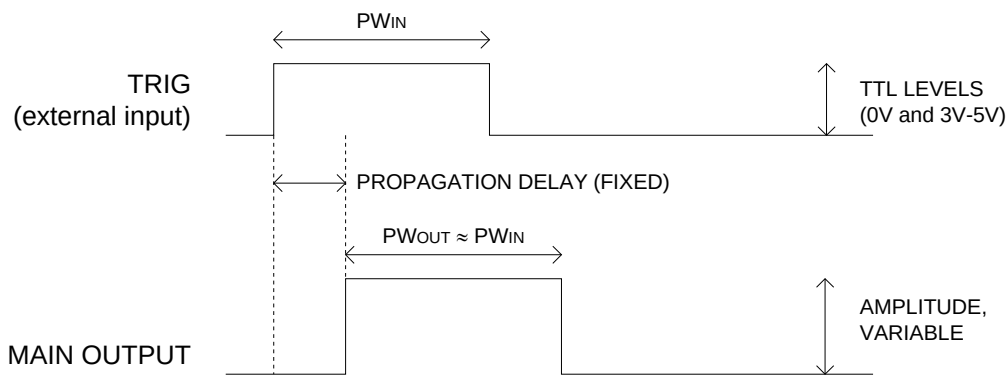 PWIN
TRIG
(external input)
TTL LEVELS
(0V and 3V-5V)
PROPAGATION DELAY (FIXED)
PWOUT ≈ PWIN
AMPLITUDE,
VARIABLE
MAIN OUTPUT